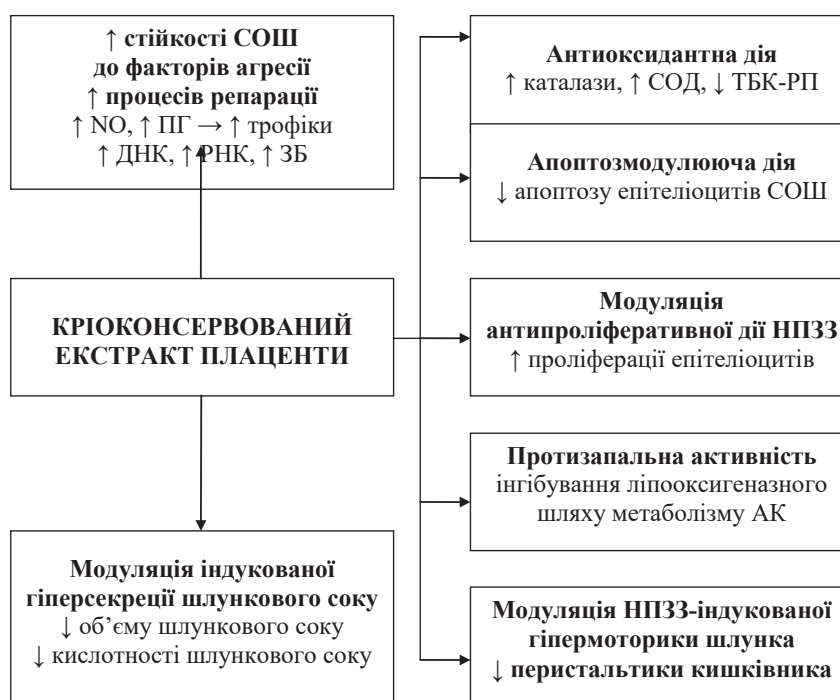 ↑ стійкості СОШ
до факторів агресії
↑ процесів репарації
↑ NO, ↑ ПГ → ↑ трофіки
↑ ДНК, ↑ РНК, ↑ ЗБ
КРІОКОНСЕРВОВАНИЙ
ЕКСТРАКТ ПЛАЦЕНТИ
Модуляція індукованої
гіперсекреції шлункового соку
↓ об’єму шлункового соку
↓ кислотності шлункового соку
Антиоксидантна дія
↑ каталази, ↑ СОД, ↓ ТБК-РП
Апоптозмодулююча дія
↓ апоптозу епітеліоцитів СОШ
Модуляція
антипроліферативної дії НПЗЗ
↑ проліферації епітеліоцитів
Протизапальна активність
інгібування ліпооксигеназного
шляху метаболізму АК
Модуляція НПЗЗ-індукованої
гіпермоторики шлунка
↓ перистальтики кишківника